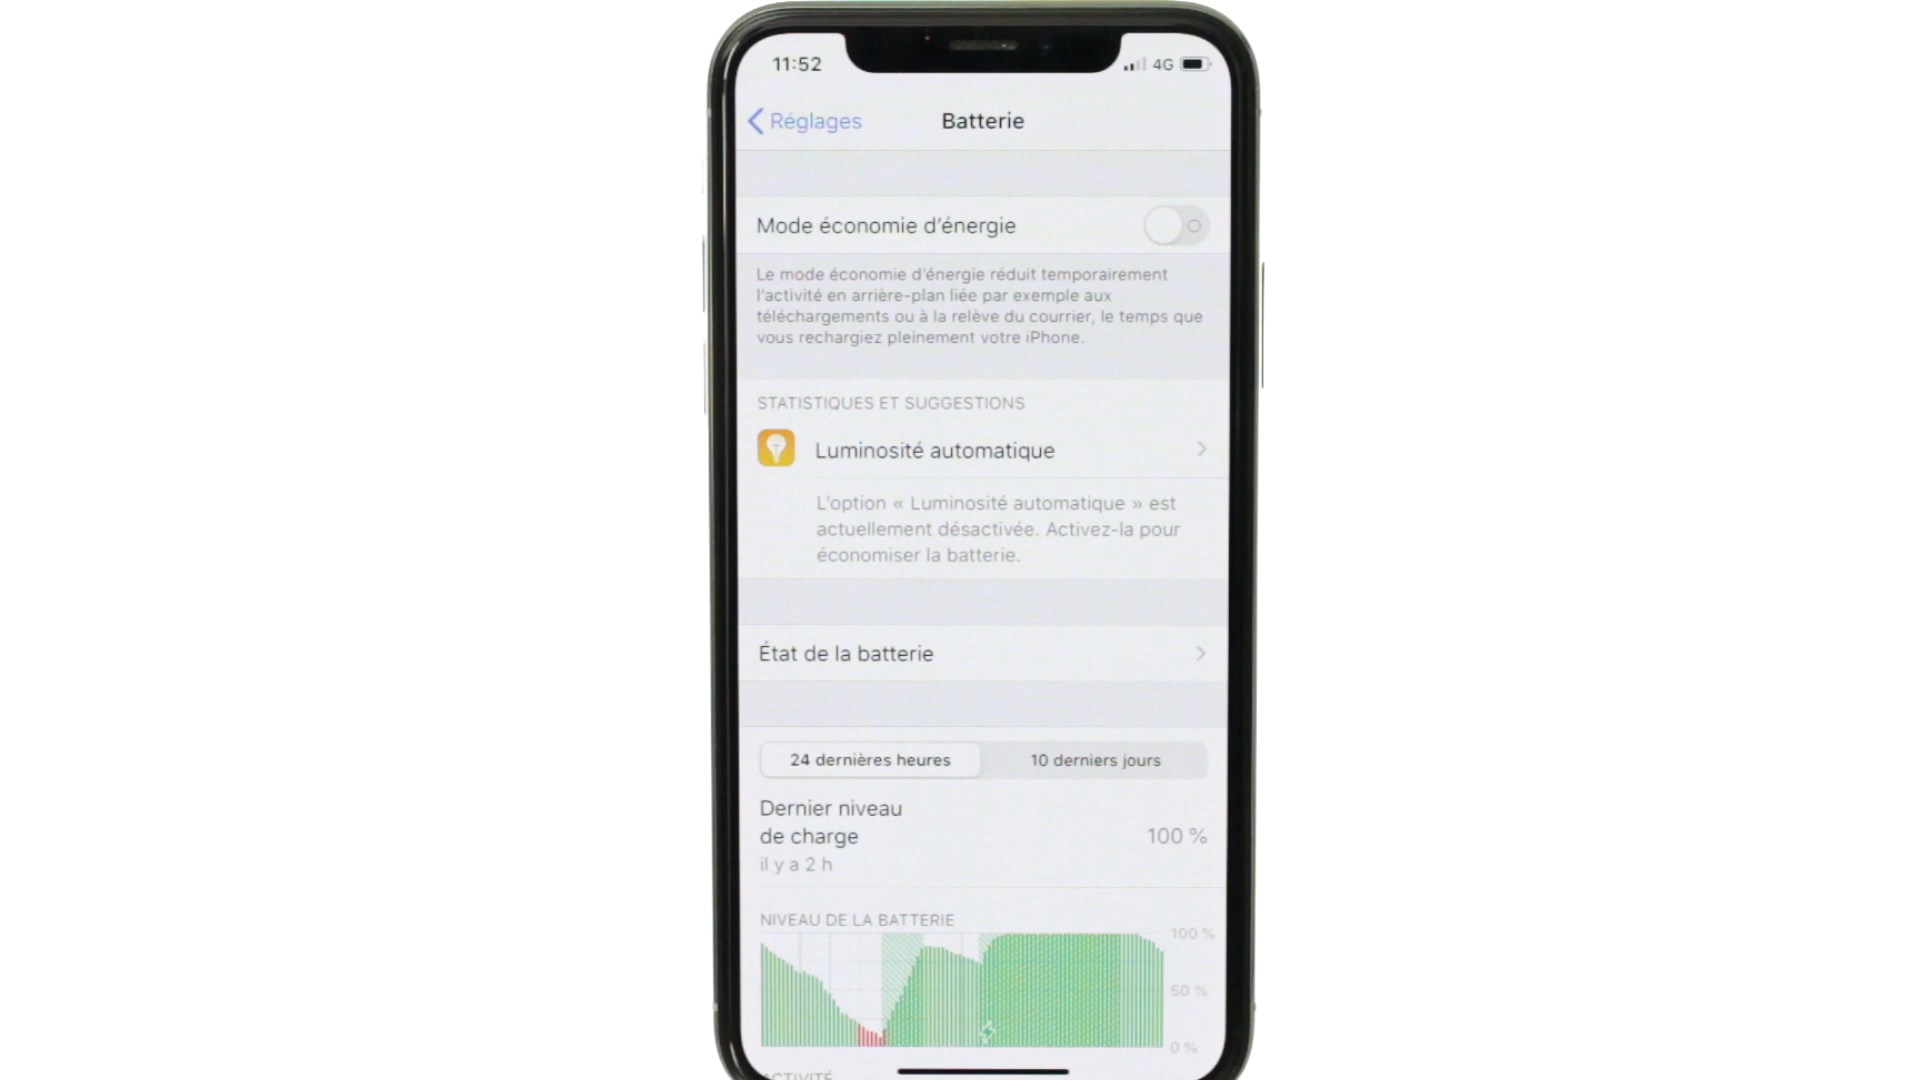 11:52
4G
Réglages
Batterie
Mode économie d'énergie
Le mode économie d'énergie réduit temporairement
l'activité en arrière-plan liée par exemple aux
téléchargements ou à la relève du courrier, le temps que
vous rechargiez pleinement votre iPhone.
STATISTIQUES ET SUGGESTIONS
Luminosité automatique
L'option « Luminosité automatique » est
actuellement désactivée. Activez-la pour
économiser la batterie.
État de la batterie
24 dernières heures
10 derniers jours
Dernier niveau
de charge
100 %
il y a 2 h
NIVEAU DE LA BATTERIE
100 %
50 %
0 %
ACTIVITÉ